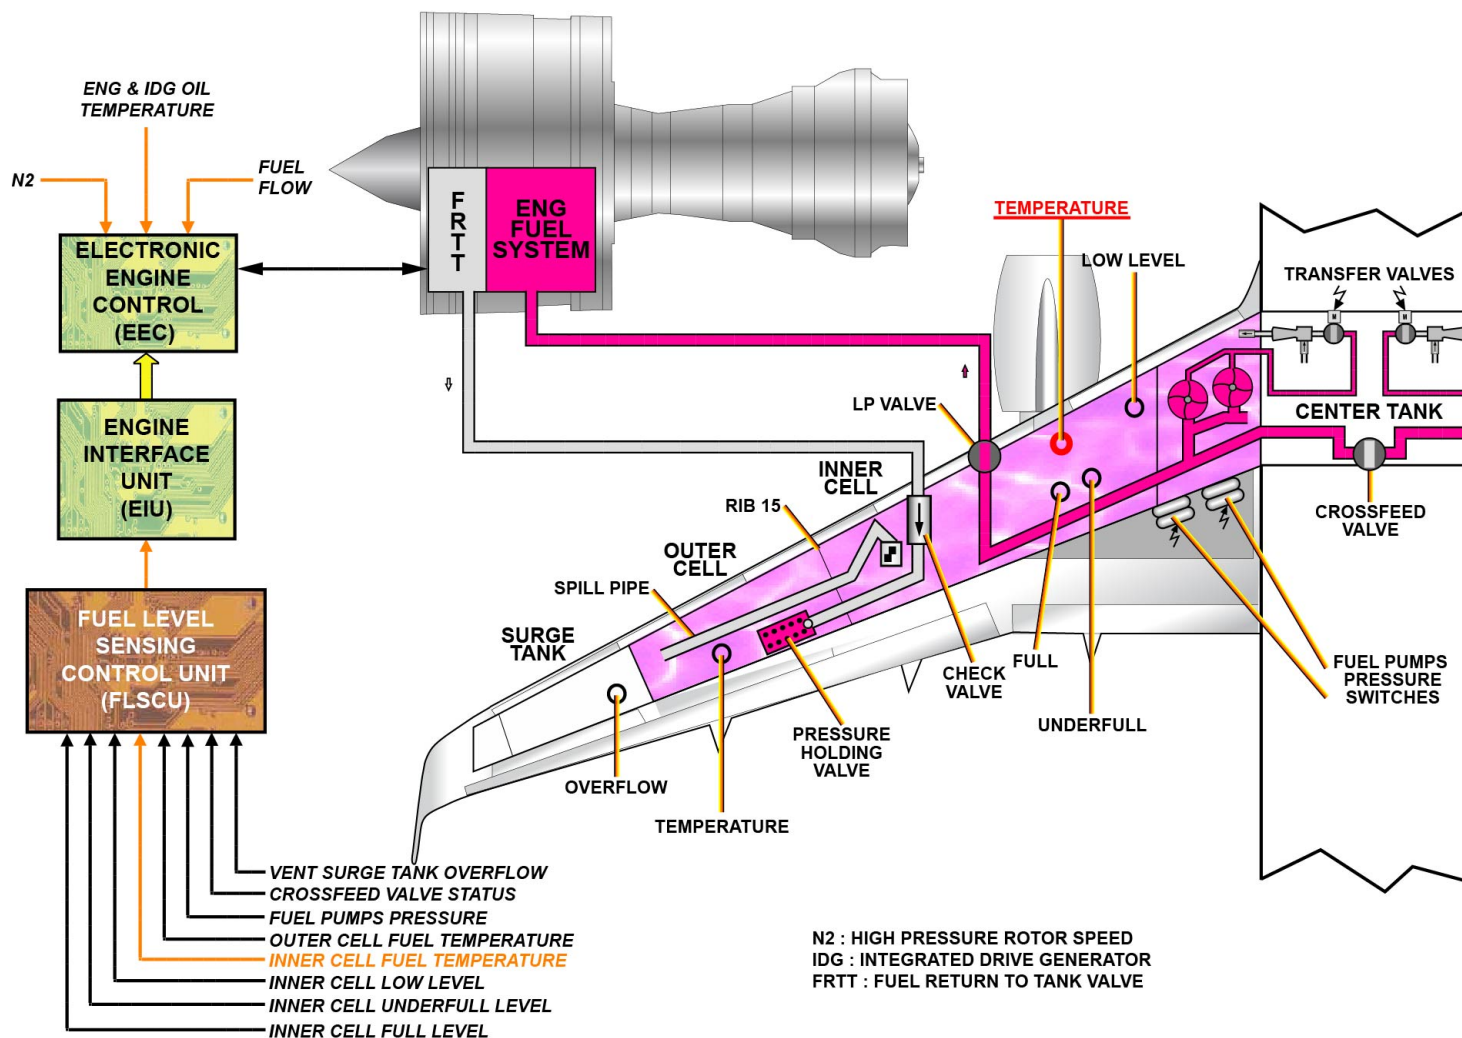 ENG & IDG OIL
TEMPERATURE
N2
FUEL
FLOW
ELECTRONIC
ENGINE
CONTROL
(EEC)
ENGINE
INTERFACE
UNIT
(EIU)
FUEL LEVEL
SENSING
CONTROL UNIT
(FLSCU)
VENT SURGE TANK OVERFLOW
CROSSFEED VALVE STATUS
FUEL PUMPS PRESSURE
OUTER CELL FUEL TEMPERATURE
INNER CELL FUEL TEMPERATURE
INNER CELL LOW LEVEL
INNER CELL UNDERFULL LEVEL
INNER CELL FULL LEVEL
F
R
T
T
ENG
FUEL
SYSTEM
TEMPERATURE
LOW LEVEL
TRANSFER VALVES
M
M
LP VALVE
CENTER TANK
INNER
CELL
RIB 15
CROSSFEED
VALVE
OUTER
CELL
SPILL PIPE
SURGE
TANK
CHECK
VALVE
FULL
FUEL PUMPS
PRESSURE
SWITCHES
UNDERFULL
PRESSURE
HOLDING
VALVE
OVERFLOW
TEMPERATURE
N2 : HIGH PRESSURE ROTOR SPEED
IDG : INTEGRATED DRIVE GENERATOR
FRTT : FUEL RETURN TO TANK VALVE